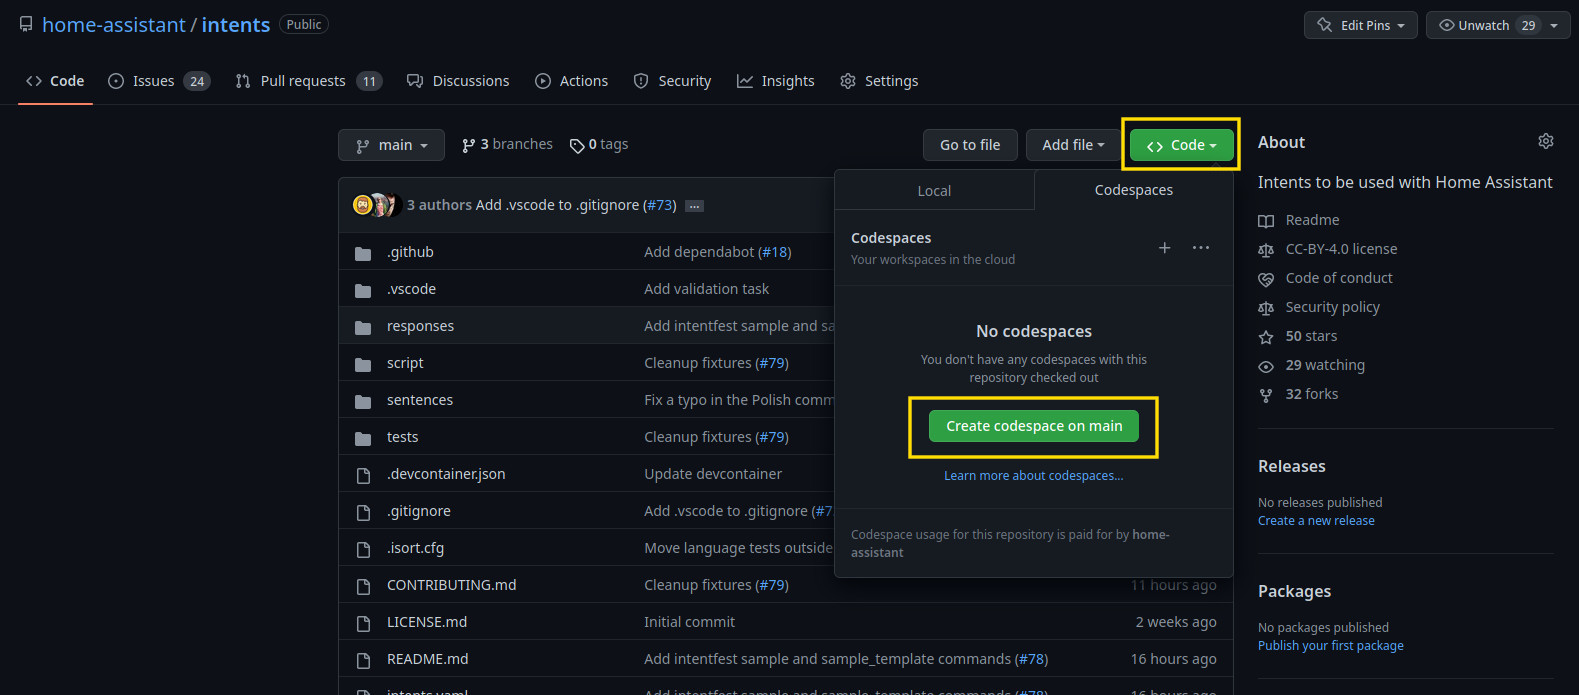 home-assistant / intents Public
Edit Pins
Unwatch 29
Code
Issues 24
Pull requests 11
Discussions
Actions
Security
Insights
Settings
main
3 branches
0 tags
Go to file
Add file
Code
3 authors Add .vscode to .gitignore (#73) ...
.github Add dependabot (#18)
.vscode Add validation task
responses Add intentfest sample and
script Cleanup fixtures (#79)
sentences Fix a typo in the Polish
tests Cleanup fixtures (#79)
.devcontainer.json Update devcontainer
.gitignore Add .vscode to .gitignore
.isort.cfg Move language tests outside
CONTRIBUTING.md Cleanup fixtures (#79) 11 hours ago
LICENSE.md Initial commit 2 weeks ago
README.md Add intentfest sample and sample_template commands (#78) 16 hours ago
Local
Codespaces
Codespaces
Your workspaces in the cloud
No codespaces
You don't have any codespaces with this
repository checked out
Create codespace on main
Learn more about codespaces...
Codespace usage for this repository is paid for by home-
assistant
About
Intents to be used with Home Assistant
Readme
CC-BY-4.0 license
Code of conduct
Security policy
50 stars
29 watching
32 forks
Releases
No releases published
Create a new release
Packages
No packages published
Publish your first package